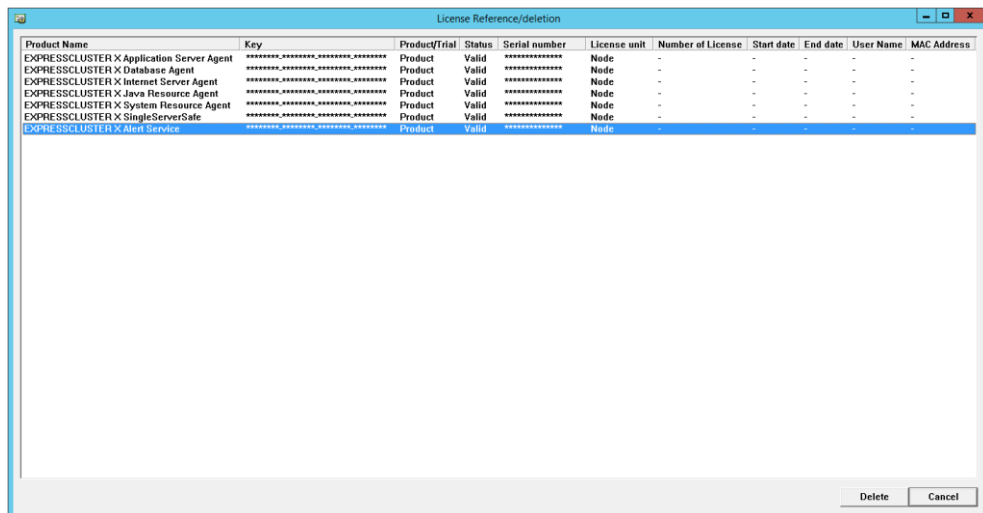 License Reference/deletion
Product Name Key Product/Trial Status Serial number License unit Number of License Start date End date User Name MAC Address
EXPRESSCLUSTER X Application Server Agent ********-********-********-******** Product Valid ************** Node - - - - -
EXPRESSCLUSTER X Database Agent ********-********-********-******** Product Valid ************** Node - - - - -
EXPRESSCLUSTER X Internet Server Agent ********-********-********-******** Product Valid ************** Node - - - - -
EXPRESSCLUSTER X Java Resource Agent ********-********-********-******** Product Valid ************** Node - - - - -
EXPRESSCLUSTER X System Resource Agent ********-********-********-******** Product Valid ************** Node - - - - -
EXPRESSCLUSTER X SingleServerSafe ********-********-********-******** Product Valid ************** Node - - - - -
EXPRESSCLUSTER X Alert Service ********-********-********-******** Product Valid ************** Node - - - - -
Delete Cancel